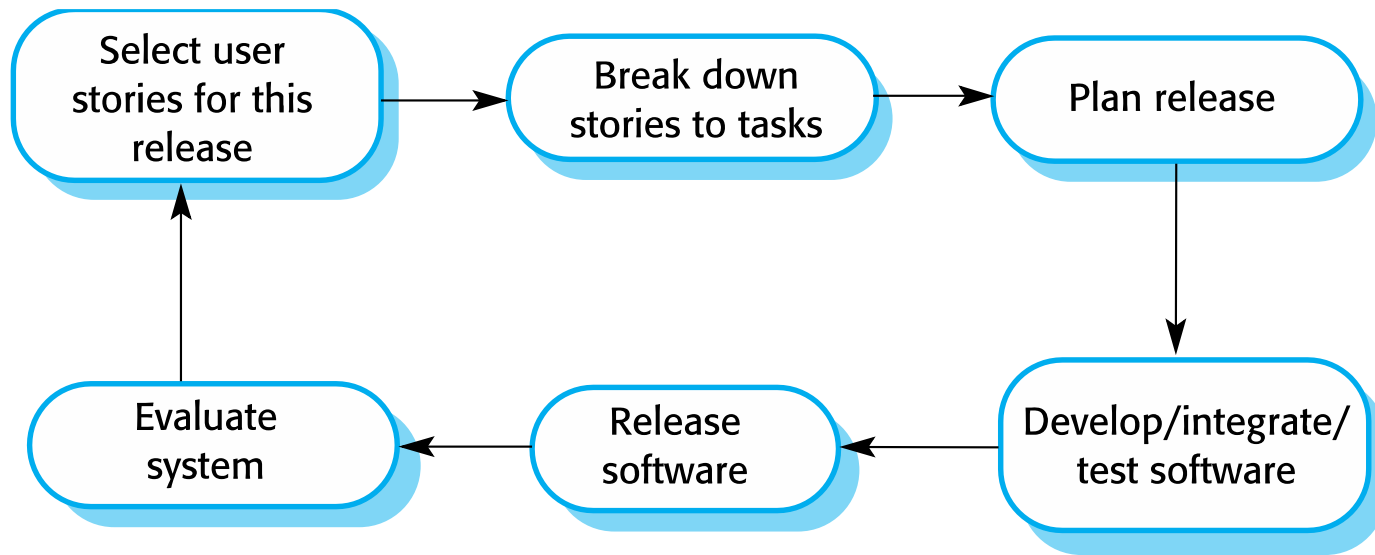 Select user
stories for this
release
Break down
stories to tasks
Plan release
Evaluate
system
Release
software
Develop/integrate/
test software